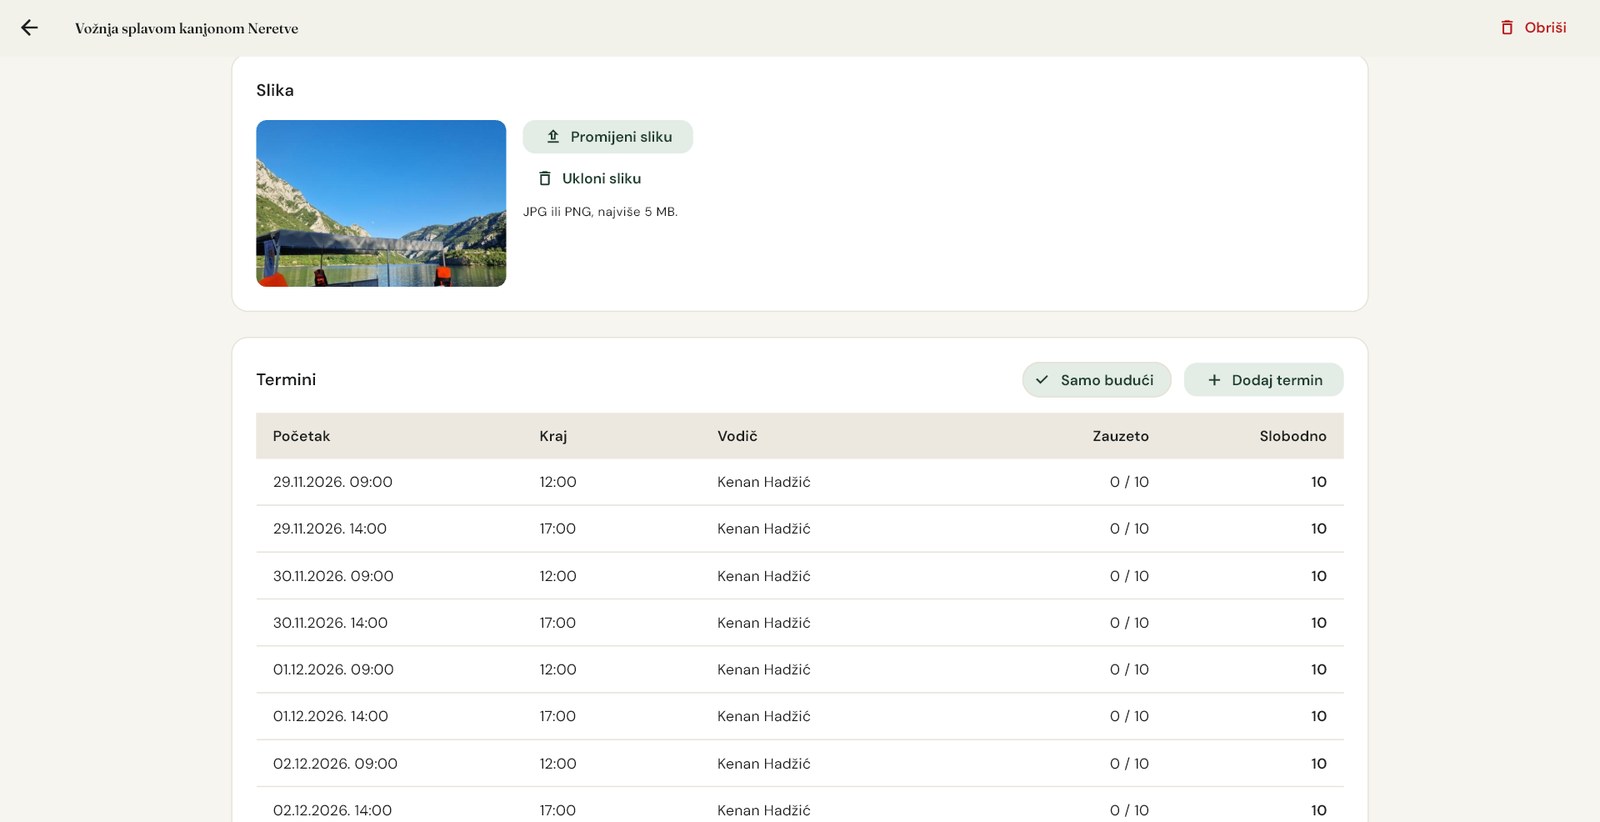 Vožnja splavom kanjonom Neretve
Obriši
Slika
Promijeni sliku
Ukloni sliku
JPG ili PNG, najviše 5 MB.
Termini
Samo budući
Dodaj termin
Početak Kraj Vodič Zauzeto Slobodno
29.11.2026. 09:00 12:00 Kenan Hadžić 0 / 10 10
29.11.2026. 14:00 17:00 Kenan Hadžić 0 / 10 10
30.11.2026. 09:00 12:00 Kenan Hadžić 0 / 10 10
30.11.2026. 14:00 17:00 Kenan Hadžić 0 / 10 10
01.12.2026. 09:00 12:00 Kenan Hadžić 0 / 10 10
01.12.2026. 14:00 17:00 Kenan Hadžić 0 / 10 10
02.12.2026. 09:00 12:00 Kenan Hadžić 0 / 10 10
02.12.2026. 14:00 17:00 Kenan Hadžić 0 / 10 10